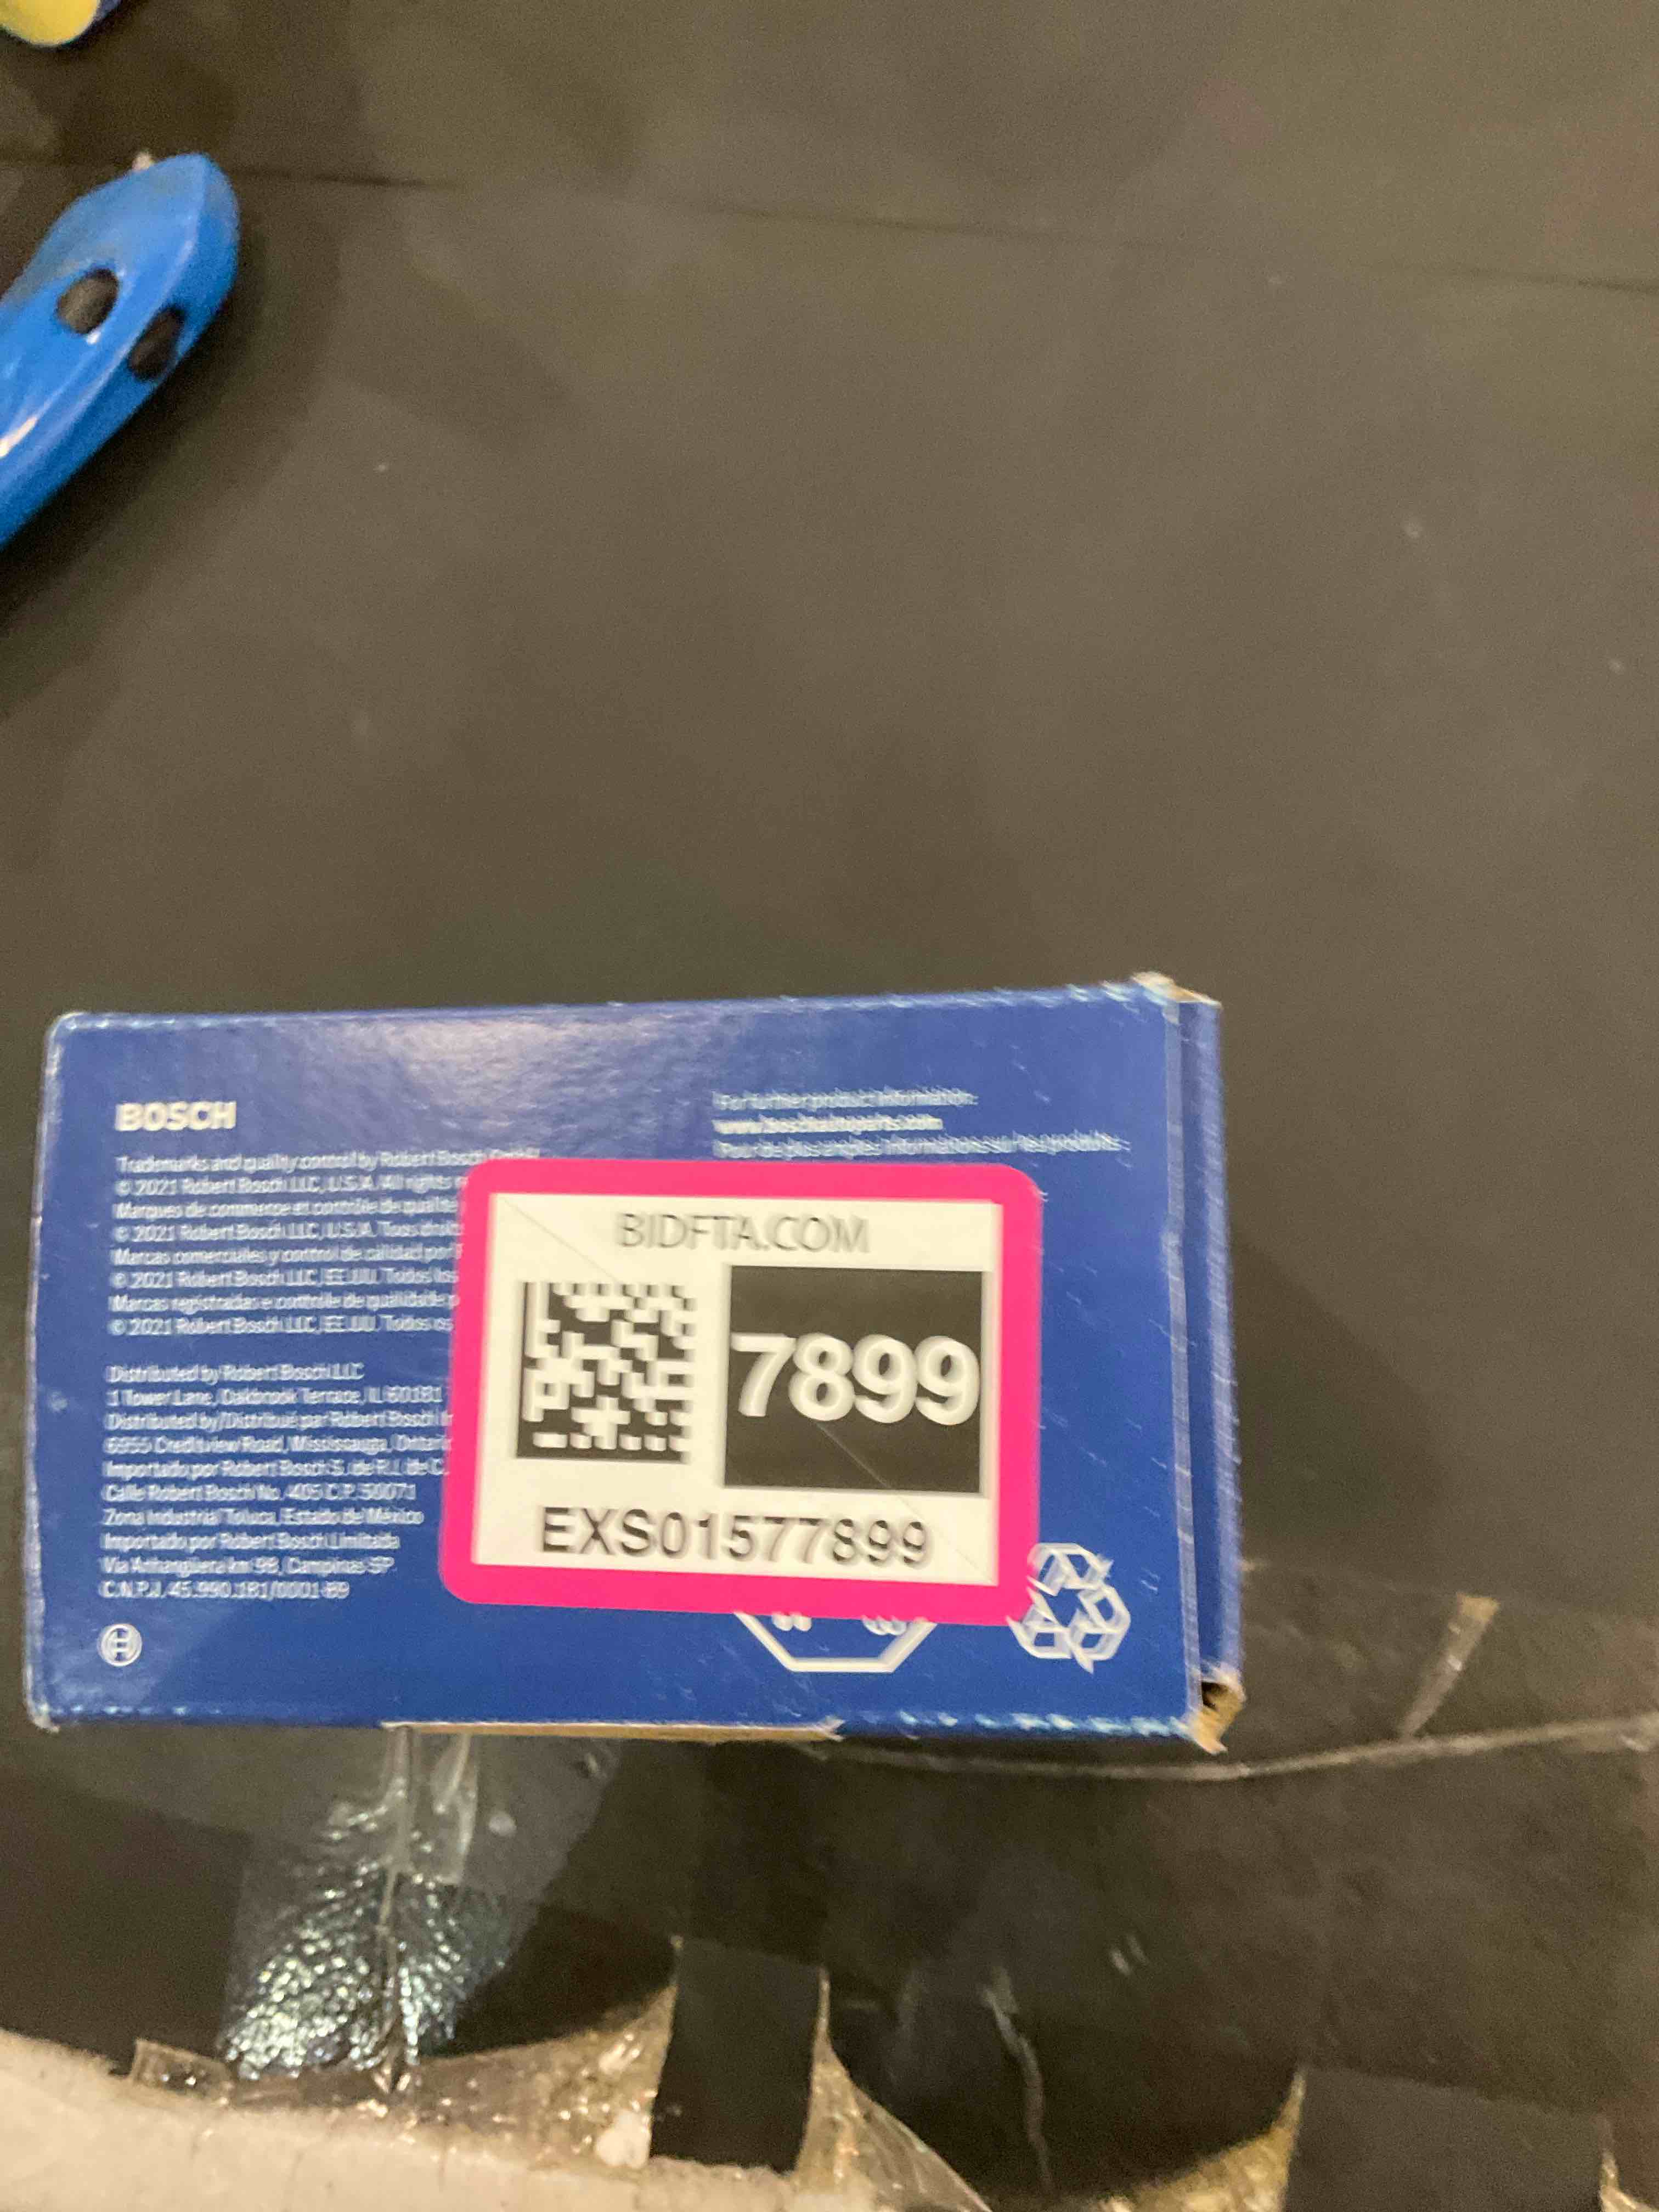 BOSCH
Trademarks and quality control by Robert Bosch GmbH
© 2021 Robert Bosch LLC, U.S.A. All rights
Marques de commerce et contrôle de qualité
© 2021 Robert Bosch LLC, U.S.A. Tous droits
Marcas comerciales y control de calidad por
© 2021 Robert Bosch LLC, EE.UU. Todos los
Marcas registradas e controle de qualidade
© 2021 Robert Bosch LLC, EE.UU. Todos os
Distributed by Robert Bosch LLC
1 Tower Lane, Oakbrook Terrace, IL 60181
Distributed by/Distribué par Robert Bosch
6955 Creditview Road, Mississauga, Ontario
Importado por Robert Bosch S. de R.L. de C.
Calle Robert Bosch No. 405 C.P. 50071
Zona Industrial Toluca, Estado de México
Importado por Robert Bosch Limitada
Via Anhangüera km 98, Campinas SP
C.N.P.J. 45.990.181/0001-89
For further product information:
www.boschautoparts.com
Pour de plus amples informations sur les produits:
BIDFTA.COM
7899
EXS01577899